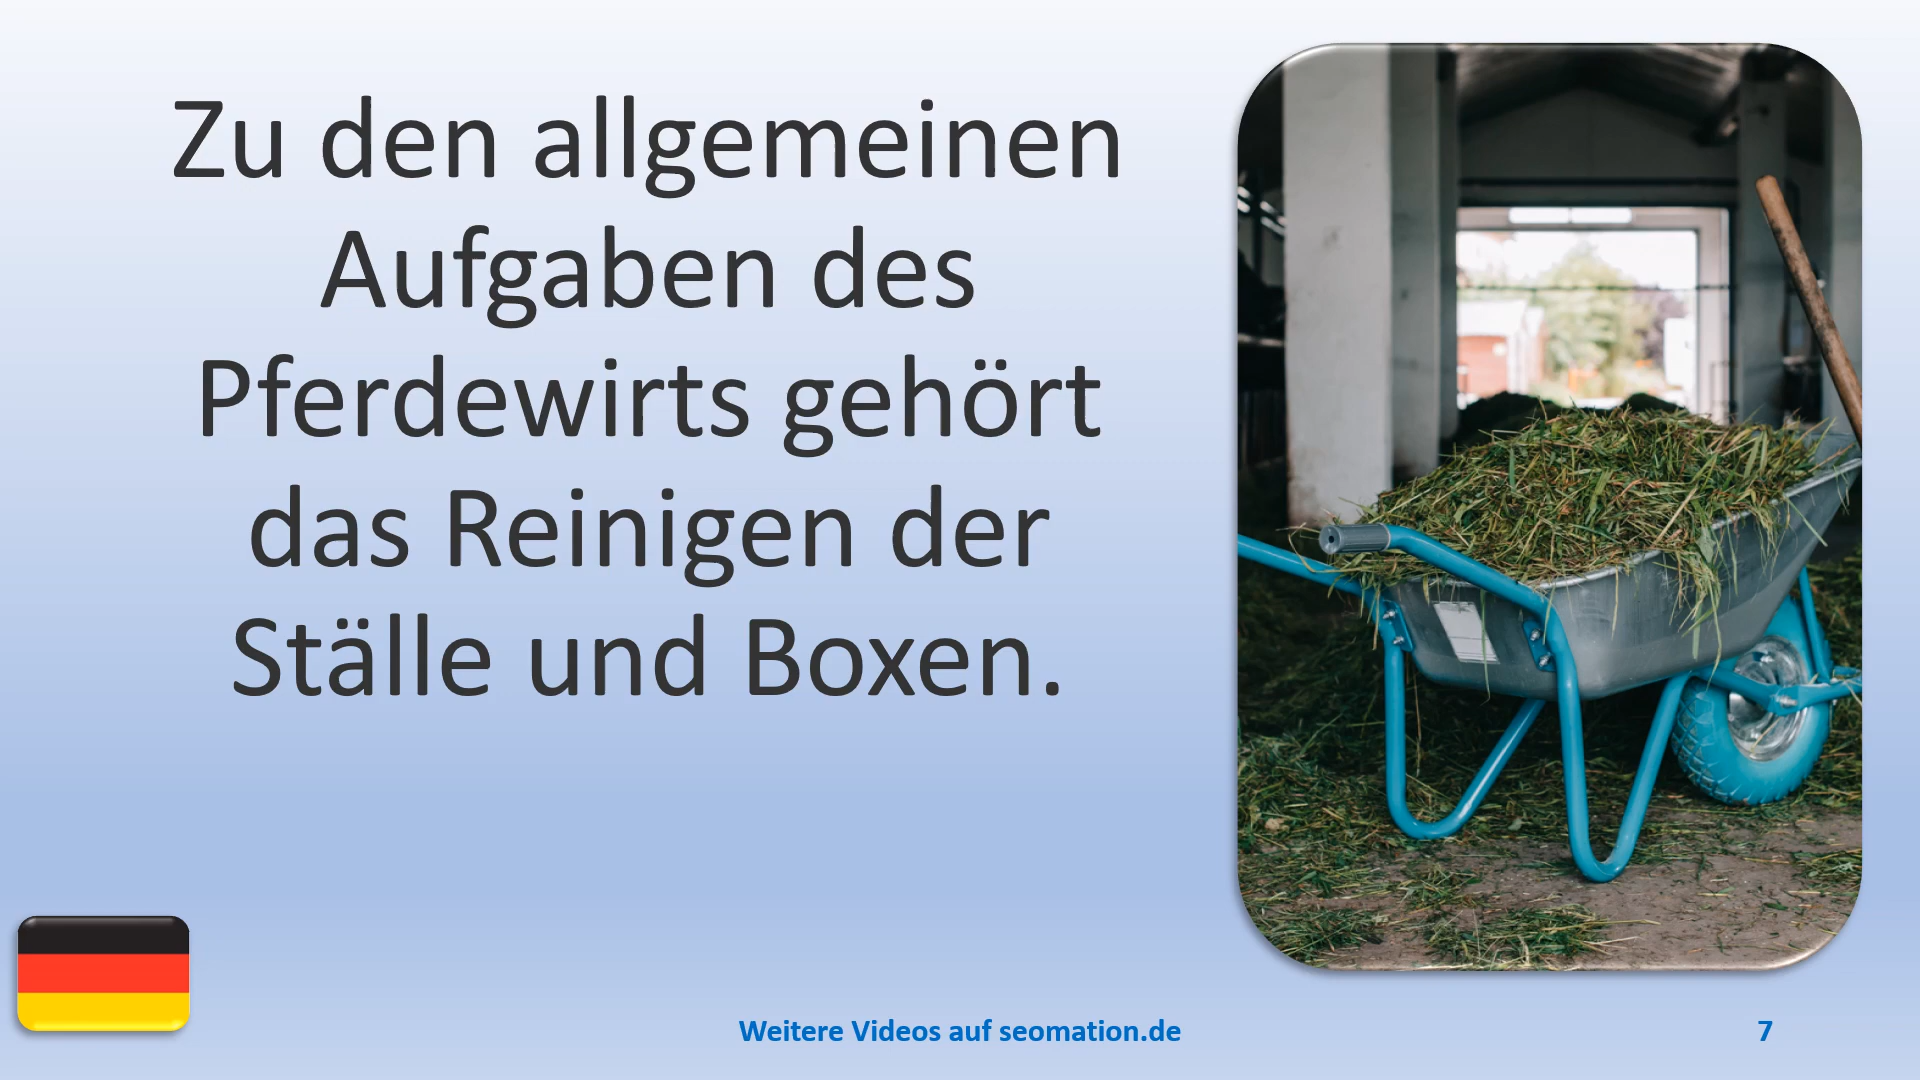 Zu den allgemeinen
Aufgaben des
Pferdewirts gehört
das Reinigen der
Ställe und Boxen.
Weitere Videos auf seomation.de
7